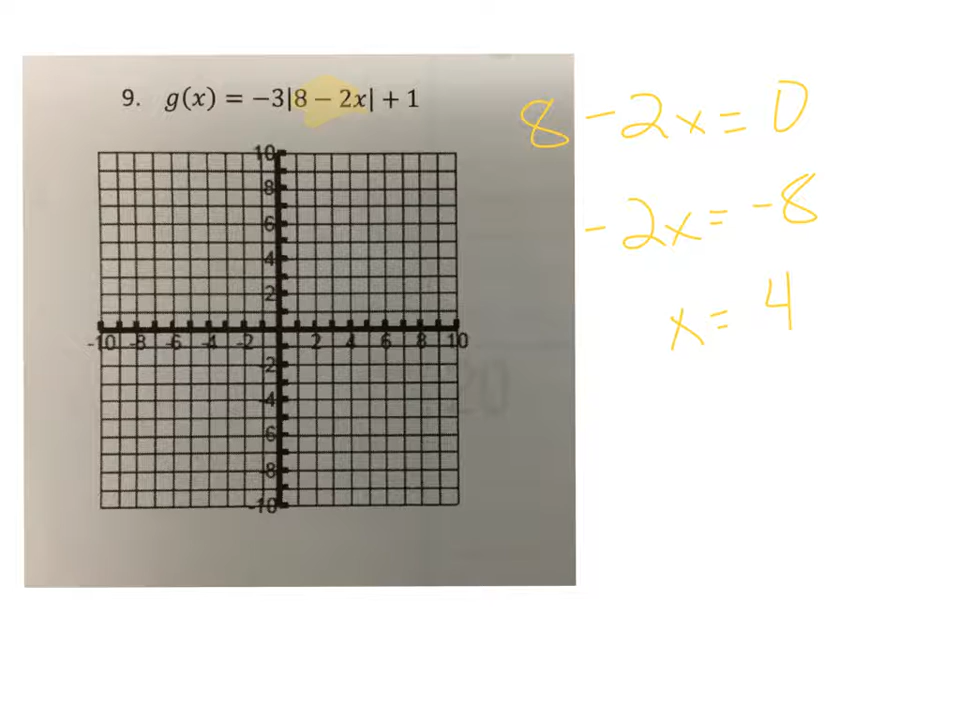 9. g(x) = −3|8 − 2x| + 1
8 - 2x = 0
- 2x = -8
x = 4
10
8
6
4
2
-10 -8 -6 -4 -2 2 4 6 8 10
-2
-4
-6
-8
-10
20